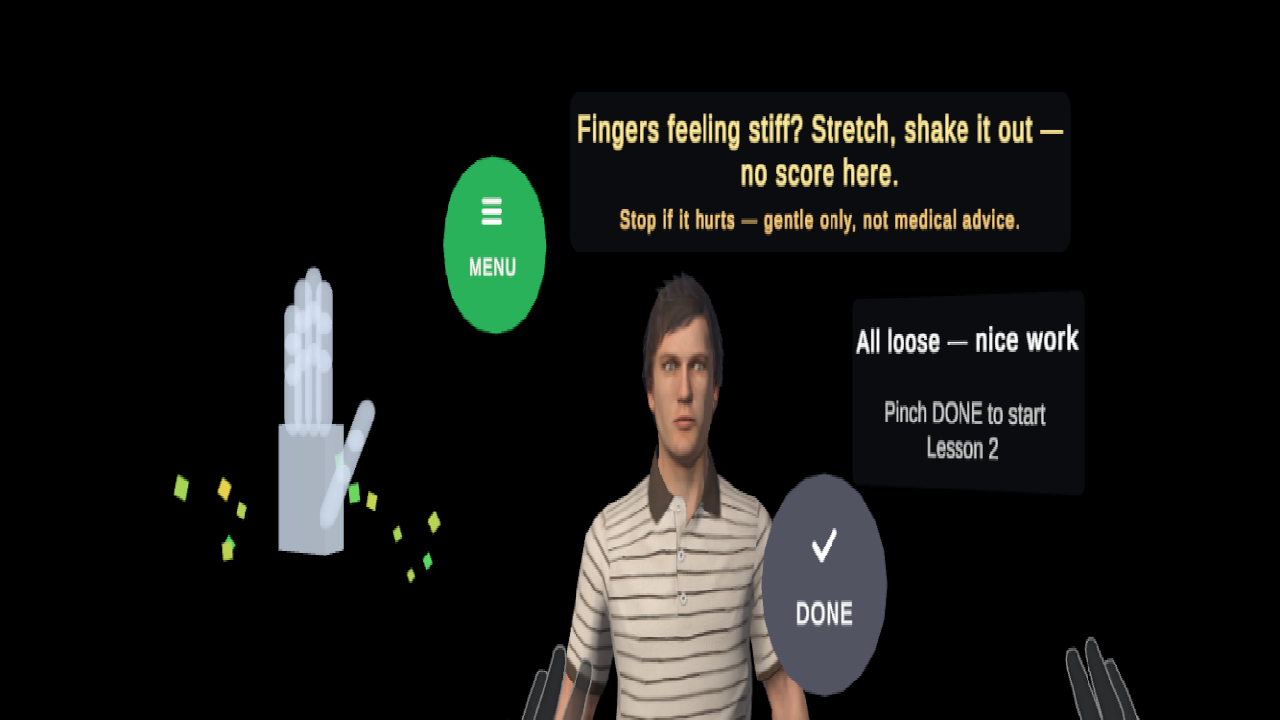 Fingers feeling stiff? Stretch, shake it out —
no score here.
Stop if it hurts — gentle only, not medical advice.
MENU
All loose — nice work
Pinch DONE to start
Lesson 2
DONE